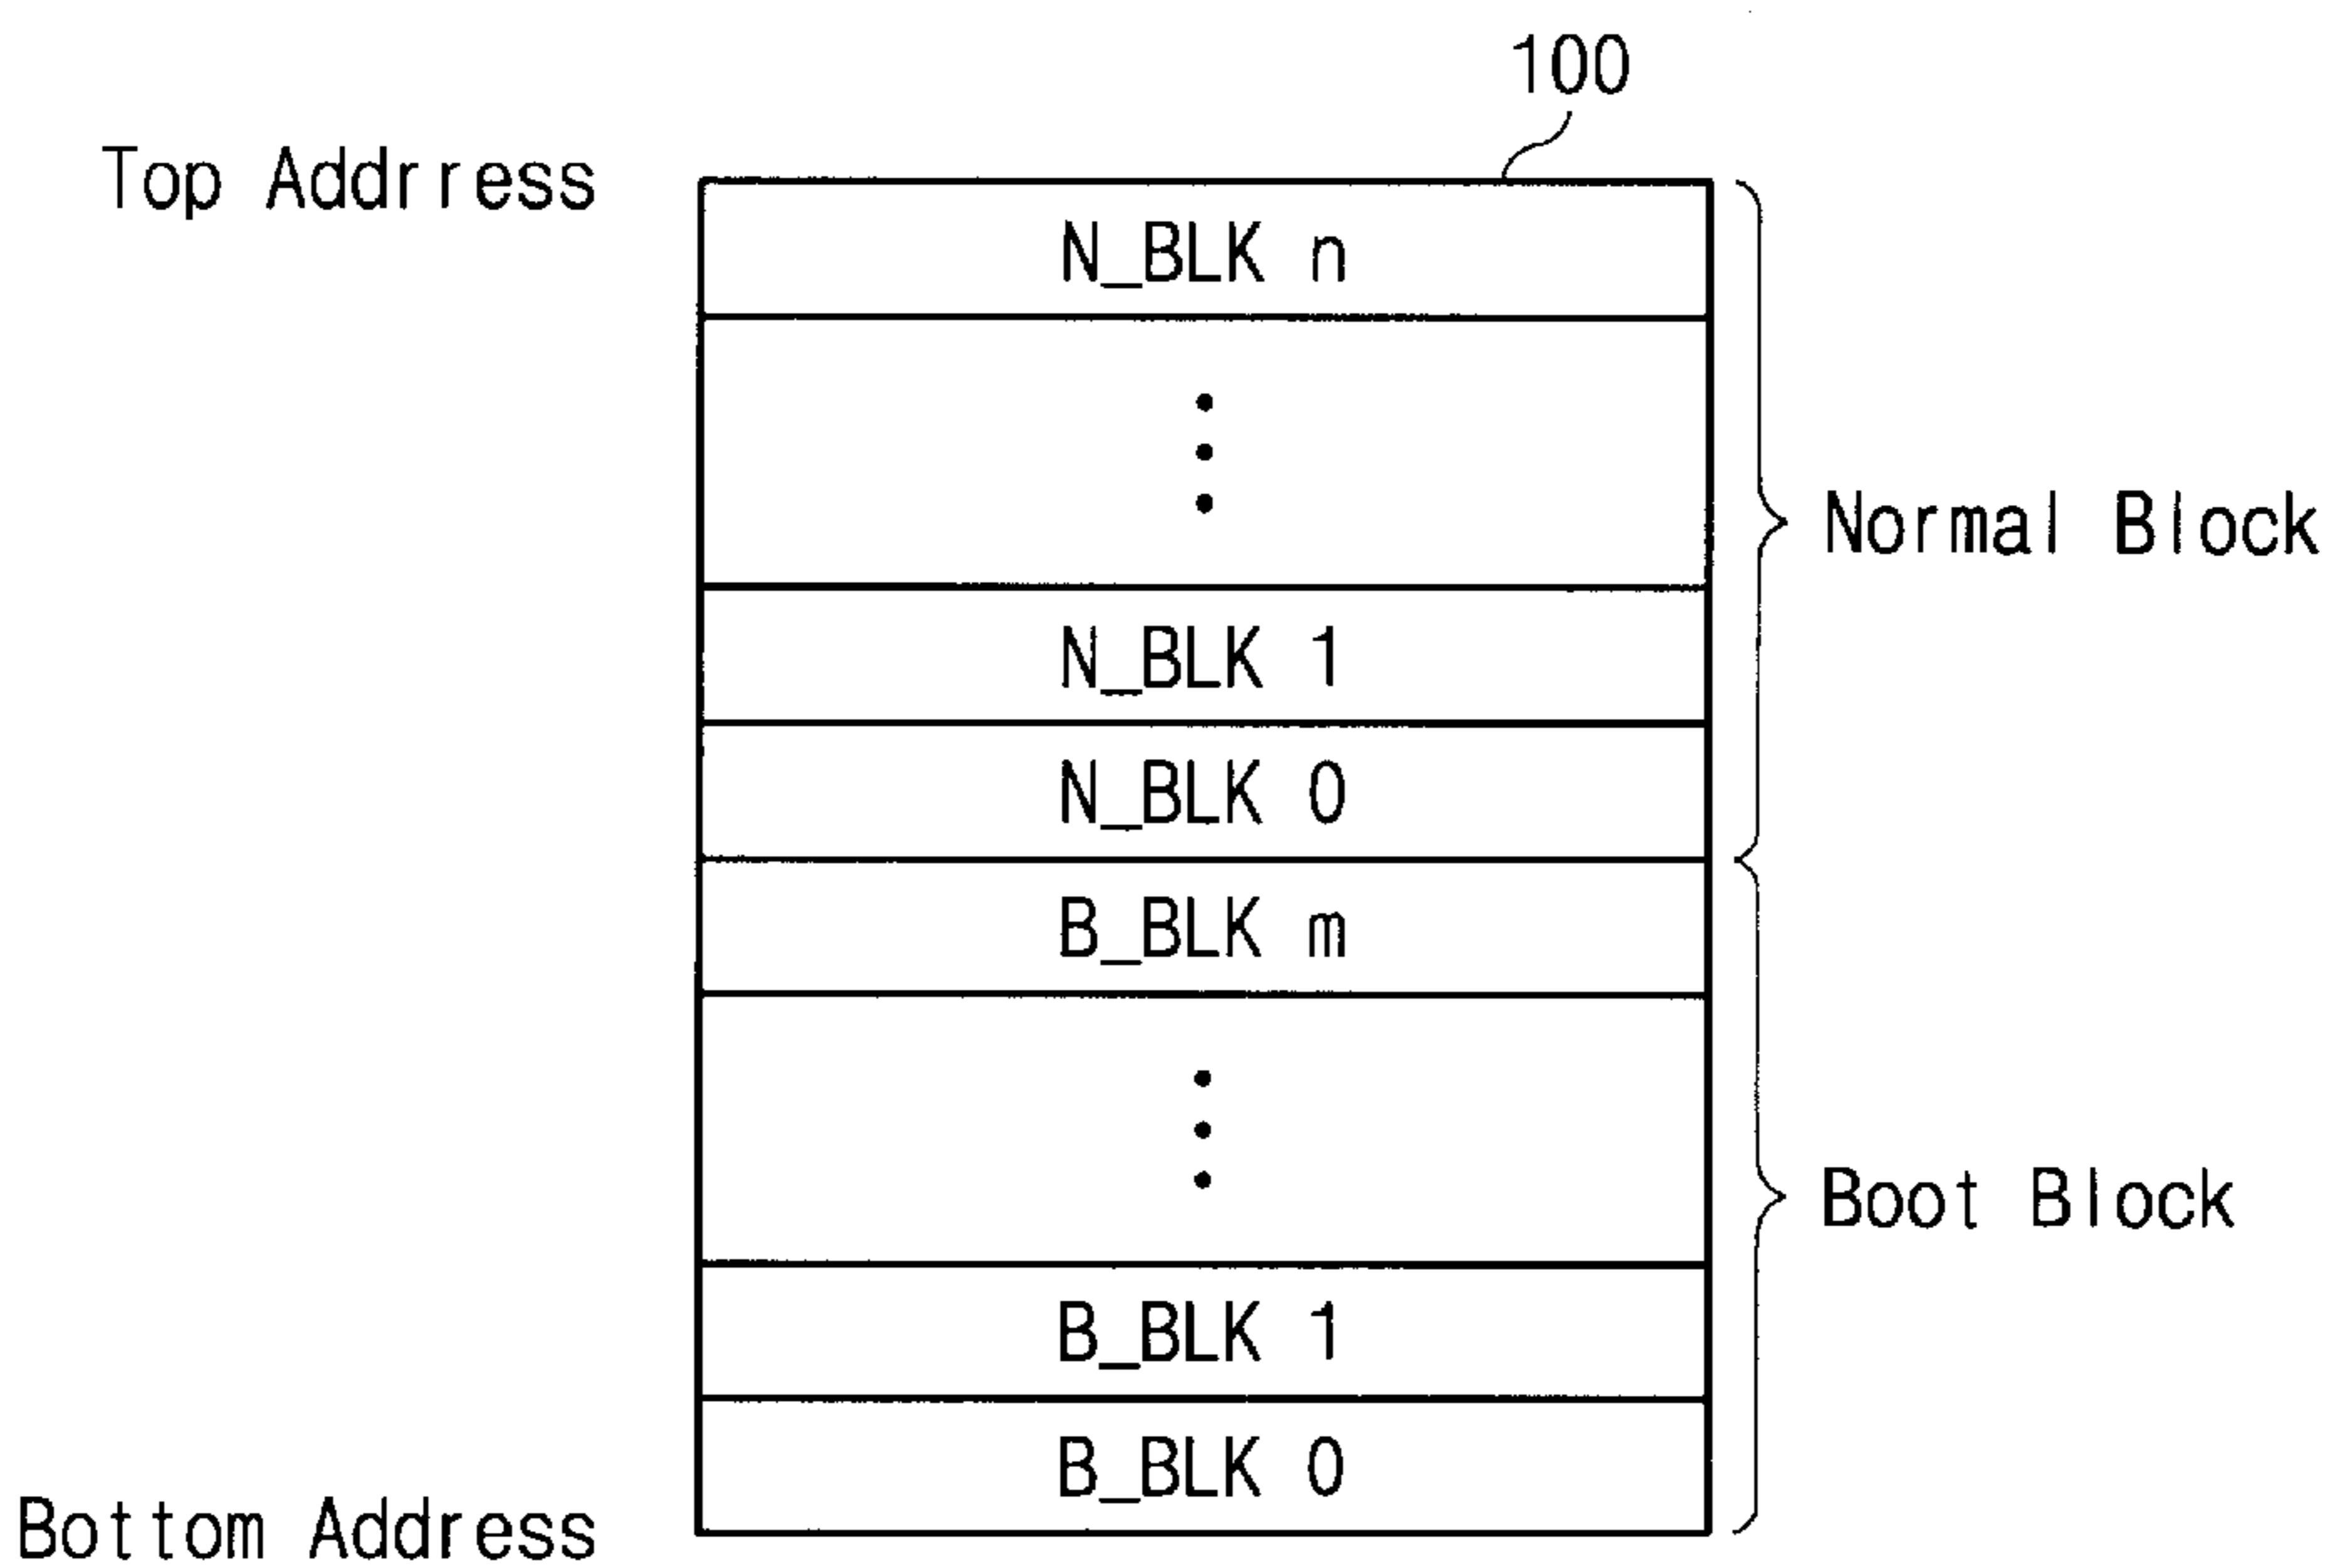 100
Top Addrress
N_BLK n
Normal Block
N_BLK 1
N_BLK 0
B_BLK m
Boot Block
B_BLK 1
B_BLK 0
Bottom Address